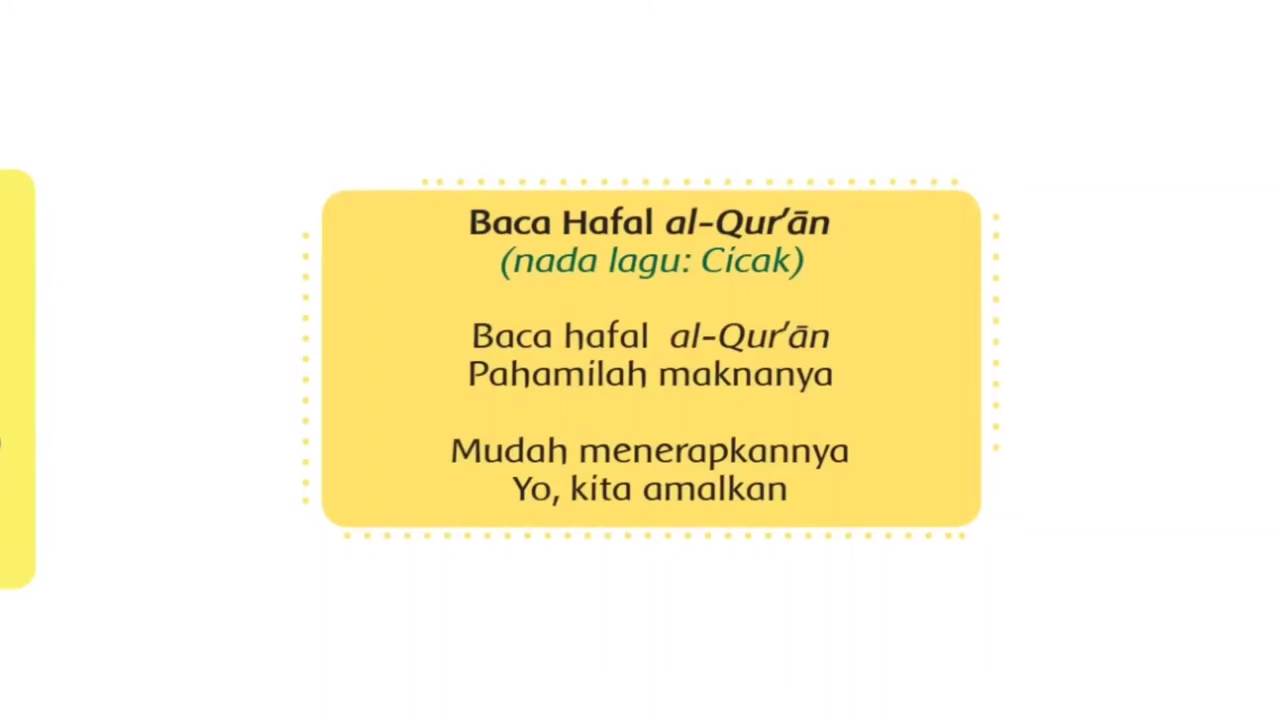 Baca Hafal al-Qur’ān
(nada lagu: Cicak)
Baca hafal al-Qur’ān
Pahamilah maknanya
Mudah menerapkannya
Yo, kita amalkan